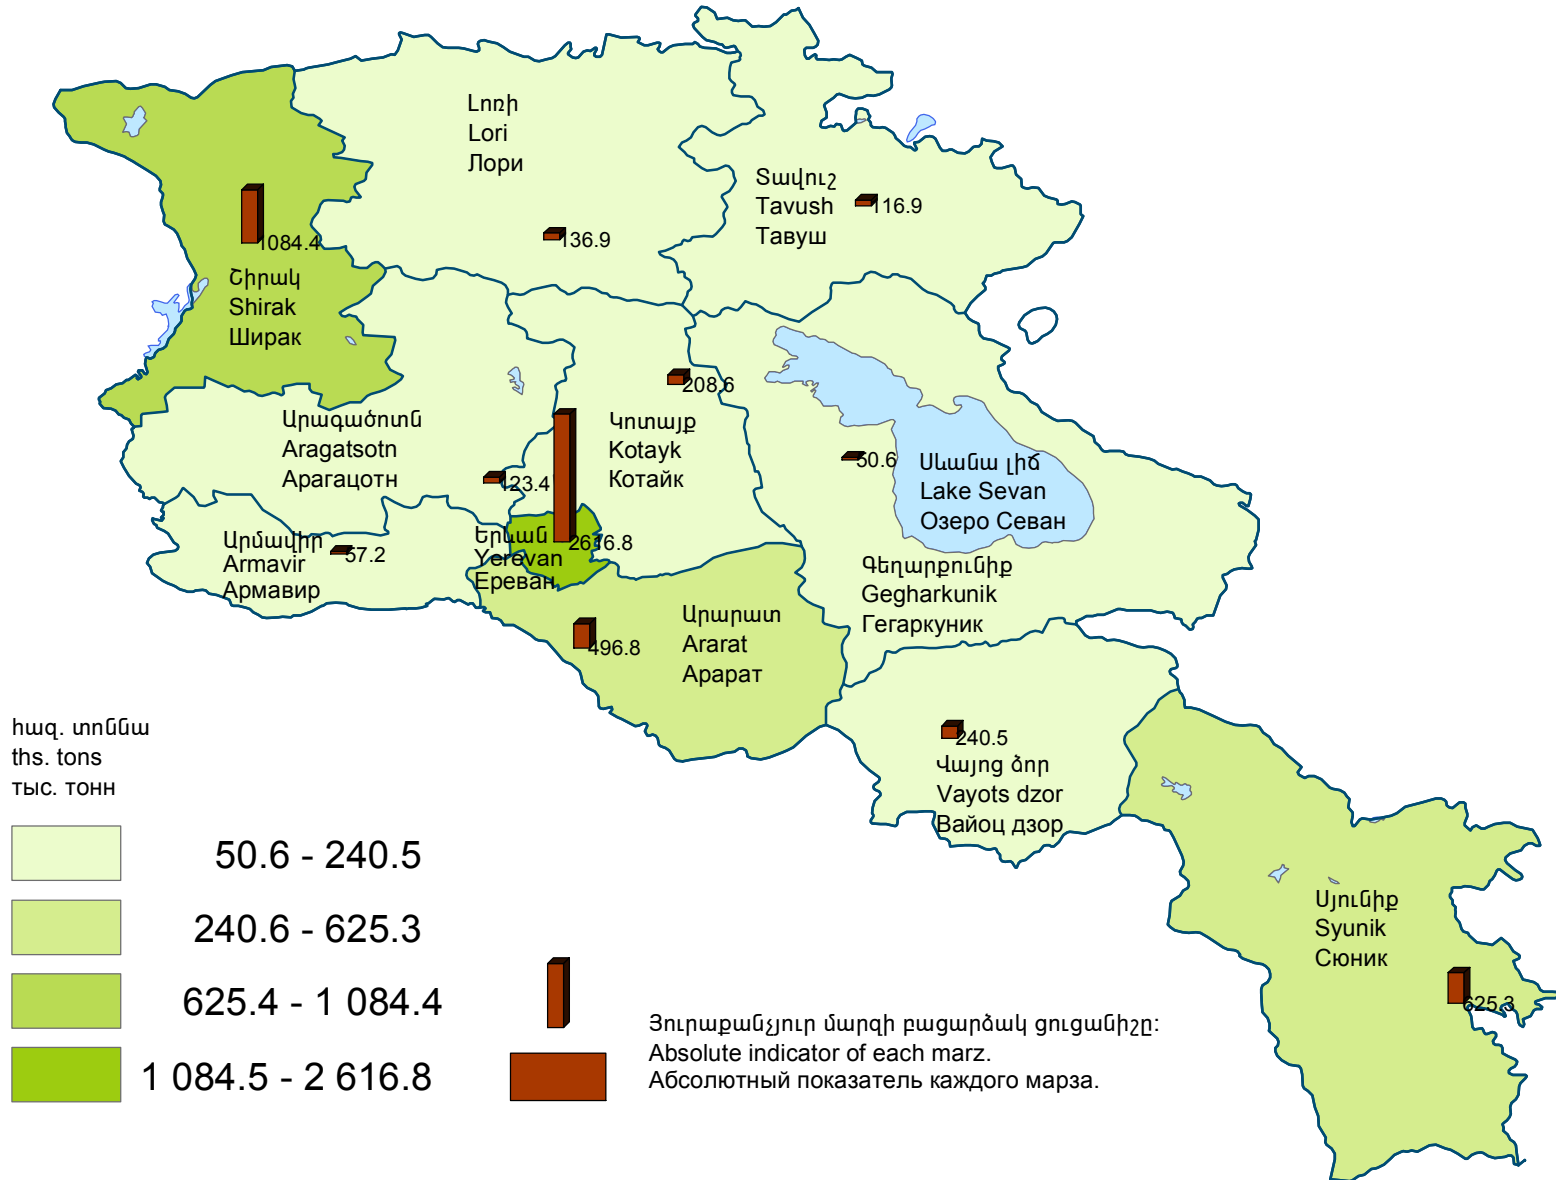 Լոռի
Lori
Лори
136.9
Տավուշ
Tavush
Тавуш
116.9
1084.4
Շիրակ
Shirak
Ширак
208.6
Արագածոտն
Aragatsotn
Арагацотн
123.4
Կոտայք
Kotayk
Котайк
50.6
Սևանա լիճ
Lake Sevan
Озеро Севан
Արմավիր
Armavir
Армавир
57.2
Երևան
Yerevan
Ереван
2616.8
Գեղարքունիք
Gegharkunik
Гегаркуник
Արարատ
Ararat
Арарат
496.8
240.5
Վայոց ձոր
Vayots dzor
Вайоц дзор
Սյունիք
Syunik
Сюник
625.3
հազ. տոննա
ths. tons
тыс. тонн
50.6 - 240.5
240.6 - 625.3
625.4 - 1 084.4
1 084.5 - 2 616.8
Յուրաքանչյուր մարզի բացարձակ ցուցանիշը:
Absolute indicator of each marz.
Абсолютный показатель каждого марза.